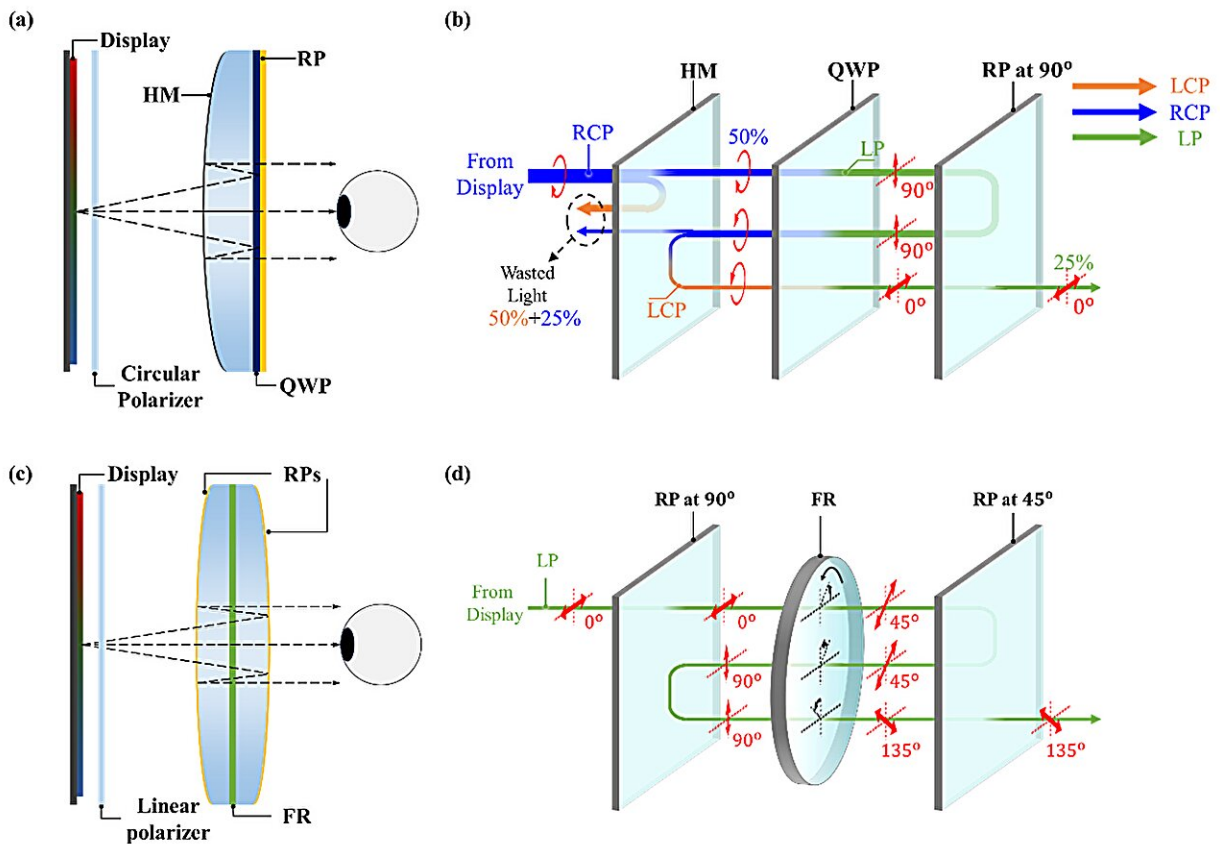 (a)
Display
RP
HM
Circular
Polarizer
QWP
(b)
HM
QWP
RP at 90°
LCP
RCP
LP
RCP
50%
LP
From
Display
90°
90°
Wasted
Light
50%+25%
LCP
0°
25%
0°
(c)
Display
RPs
Linear
polarizer
FR
(d)
RP at 90°
FR
RP at 45°
LP
From
Display
0°
0°
45°
90°
45°
90°
135°
135°